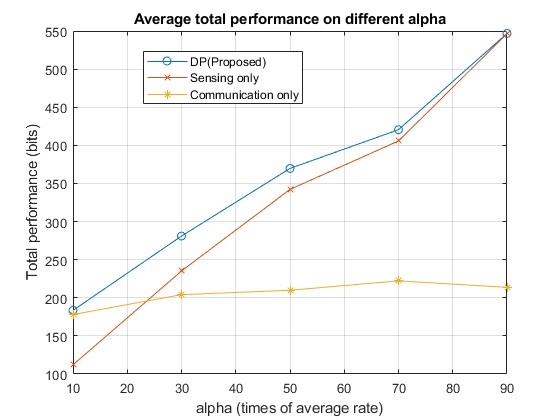 Average total performance on different alpha
550
500
450
400
350
300
250
200
150
100
Total performance (bits)
DP(Proposed)
Sensing only
Communication only
10 20 30 40 50 60 70 80 90
alpha (times of average rate)